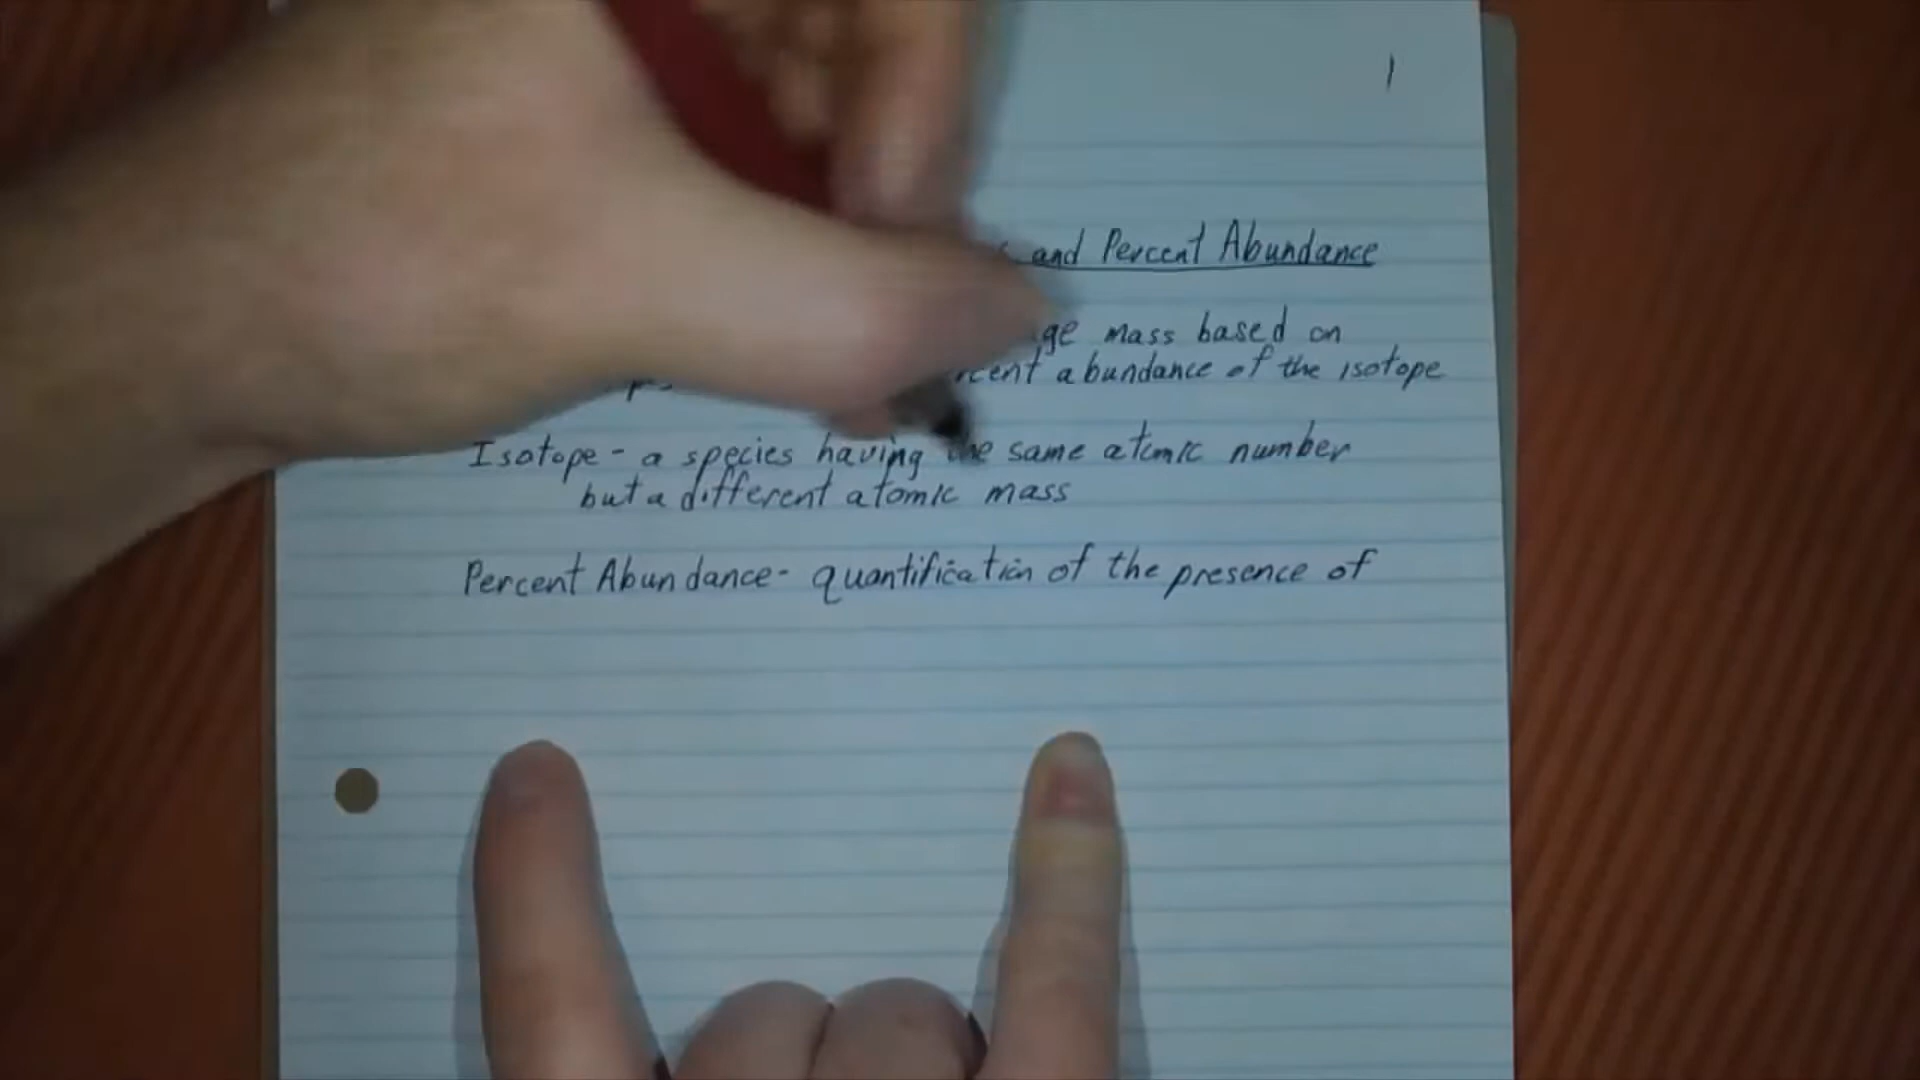 1
and Percent Abundance
mass based on
abundance of the isotope
Isotope - a species having same atomic number
but a different atomic mass
Percent Abundance - quantification of the presence of